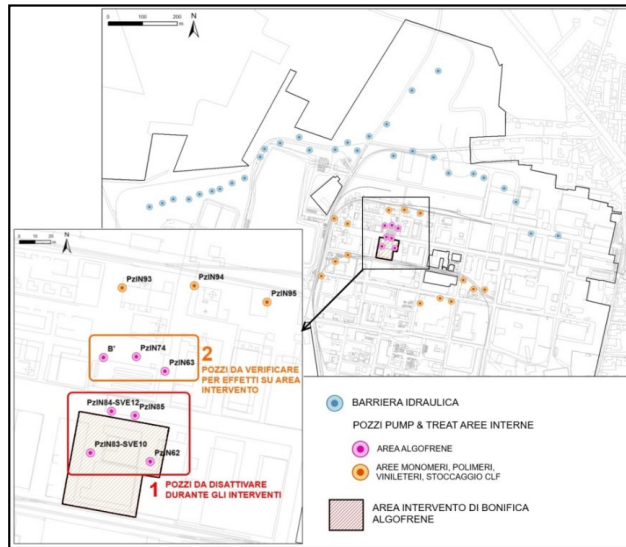 0 100 200
m
N
0 10 20
m
N
PzIN93
PzIN94
PzIN95
B*
PzIN74
PzIN63
2
POZZI DA VERIFICARE
PER EFFETTI SU AREA
INTERVENTO
PzIN84-SVE12
PzIN85
PzIN83-SVE10
PzIN62
1 POZZI DA DISATTIVARE
DURANTE GLI INTERVENTI
BARRIERA IDRAULICA
POZZI PUMP & TREAT AREE INTERNE
AREA ALGOFRENE
AREE MONOMERI, POLIMERI,
VINILETERI, STOCCAGGIO CLF
AREA INTERVENTO DI BONIFICA
ALGOFRENE